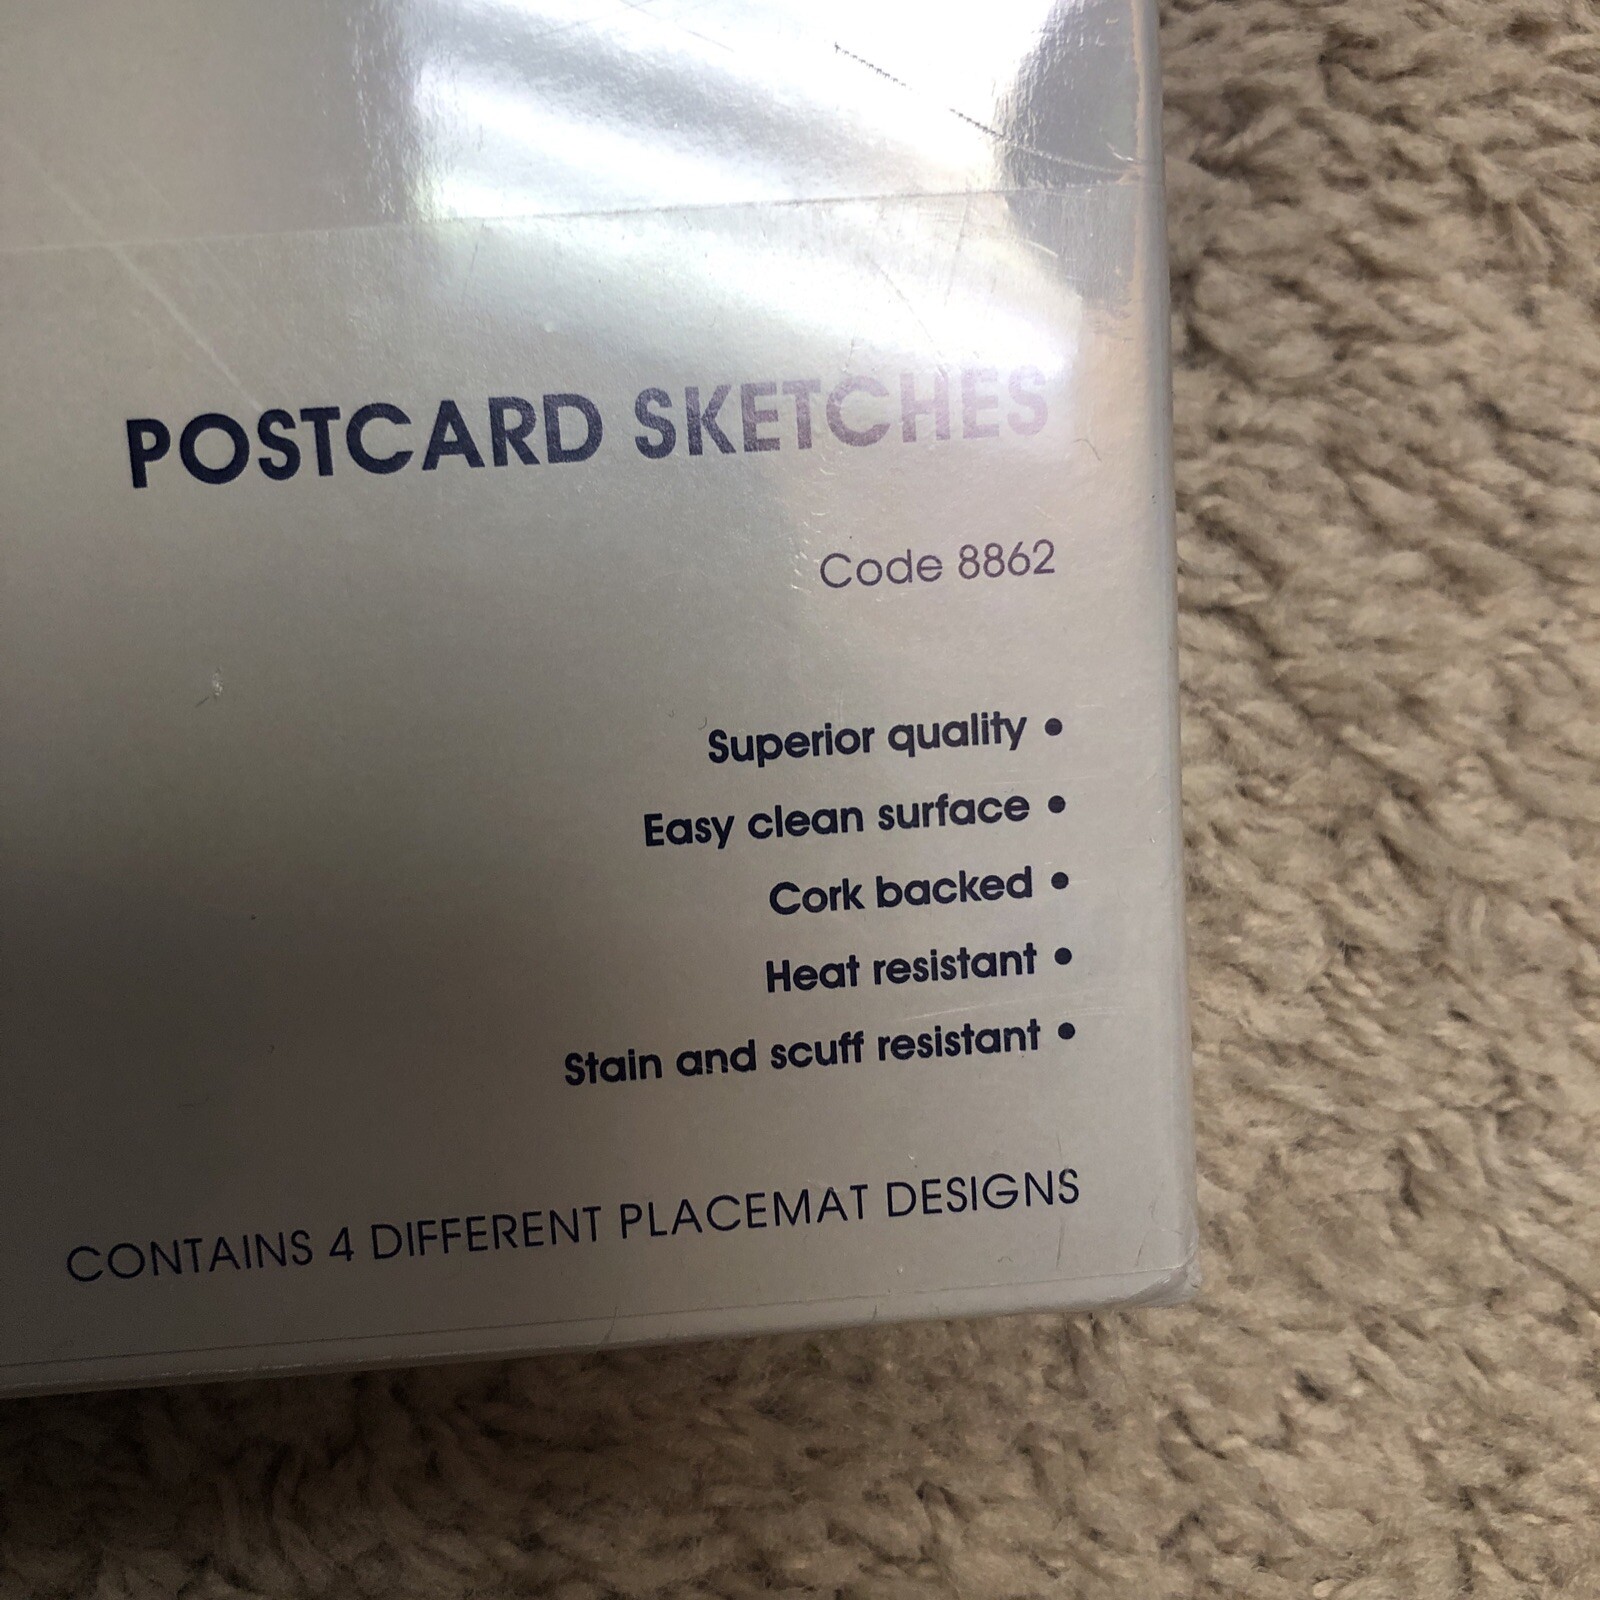 POSTCARD SKETCHES
Code 8862
Superior quality •
Easy clean surface •
Cork backed •
Heat resistant •
Stain and scuff resistant •
CONTAINS 4 DIFFERENT PLACEMAT DESIGNS